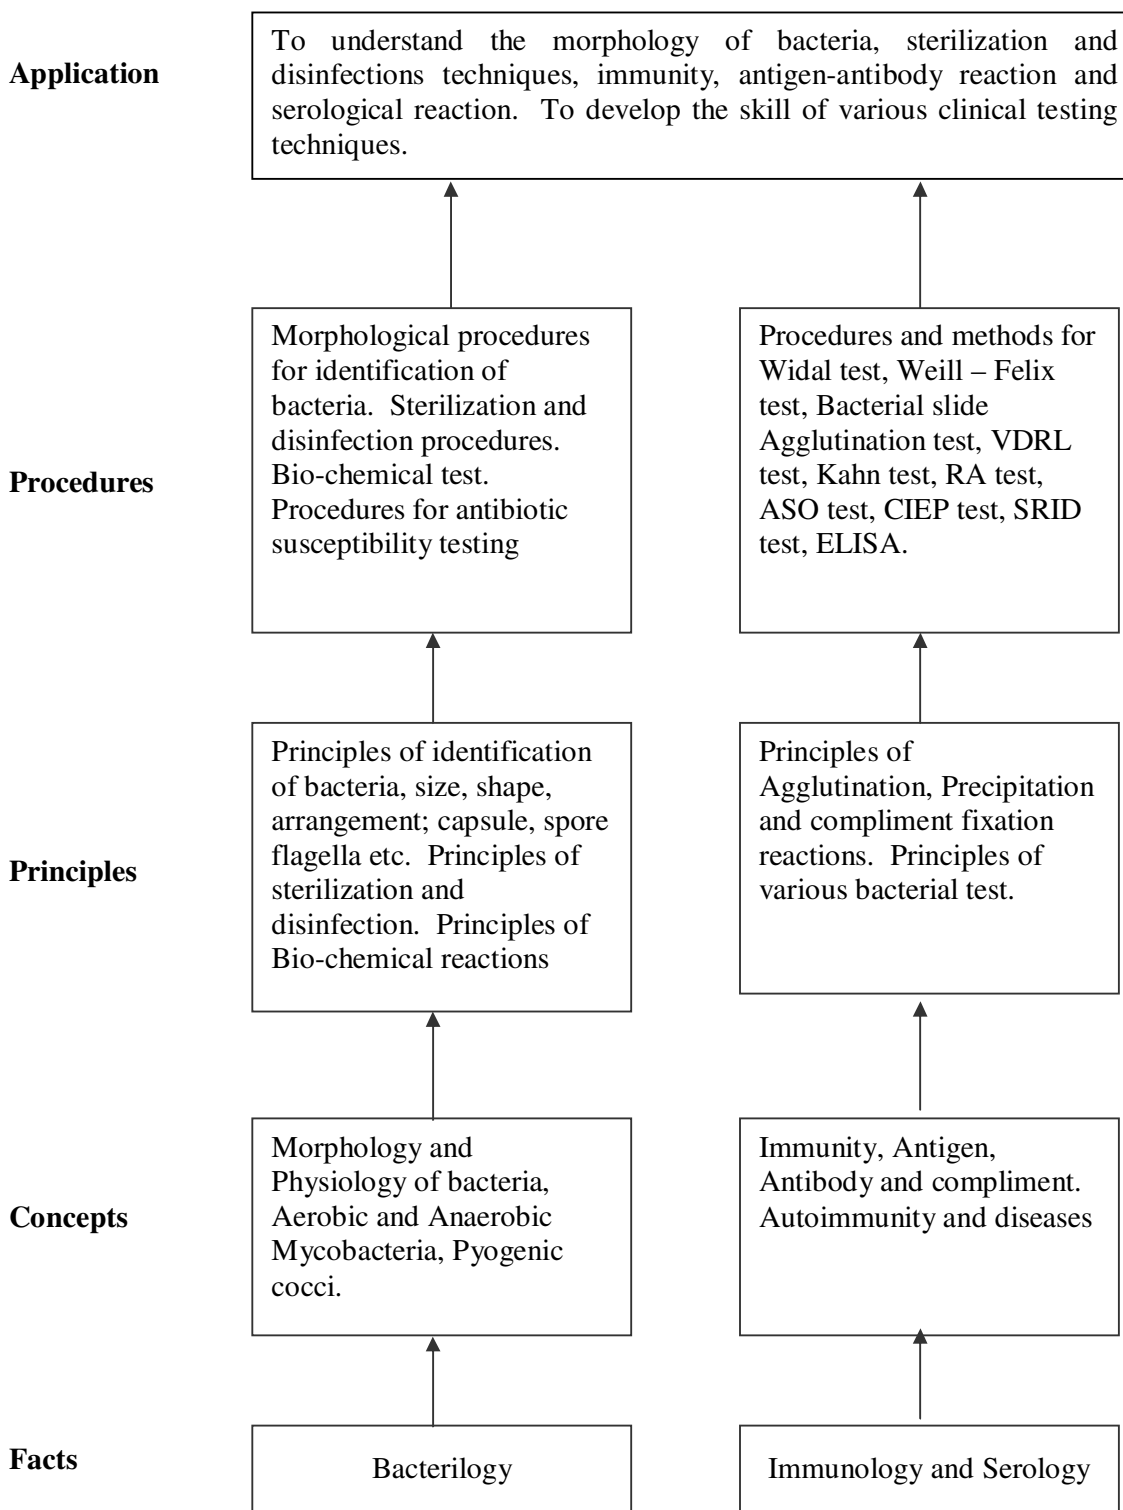 Application
To understand the morphology of bacteria, sterilization and
disinfections techniques, immunity, antigen-antibody reaction and
serological reaction.  To develop the skill of various clinical testing
techniques.
Procedures
Morphological procedures
for identification of
bacteria.  Sterilization and
disinfection procedures.
Bio-chemical test.
Procedures for antibiotic
susceptibility testing
Procedures and methods for
Widal test, Weill – Felix
test, Bacterial slide
Agglutination test, VDRL
test, Kahn test, RA test,
ASO test, CIEP test, SRID
test, ELISA.
Principles
Principles of identification
of bacteria, size, shape,
arrangement; capsule, spore
flagella etc.  Principles of
sterilization and
disinfection.  Principles of
Bio-chemical reactions
Principles of
Agglutination, Precipitation
and compliment fixation
reactions.  Principles of
various bacterial test.
Concepts
Morphology and
Physiology of bacteria,
Aerobic and Anaerobic
Mycobacteria, Pyogenic
cocci.
Immunity, Antigen,
Antibody and compliment.
Autoimmunity and diseases
Facts
Bacterilogy
Immunology and Serology